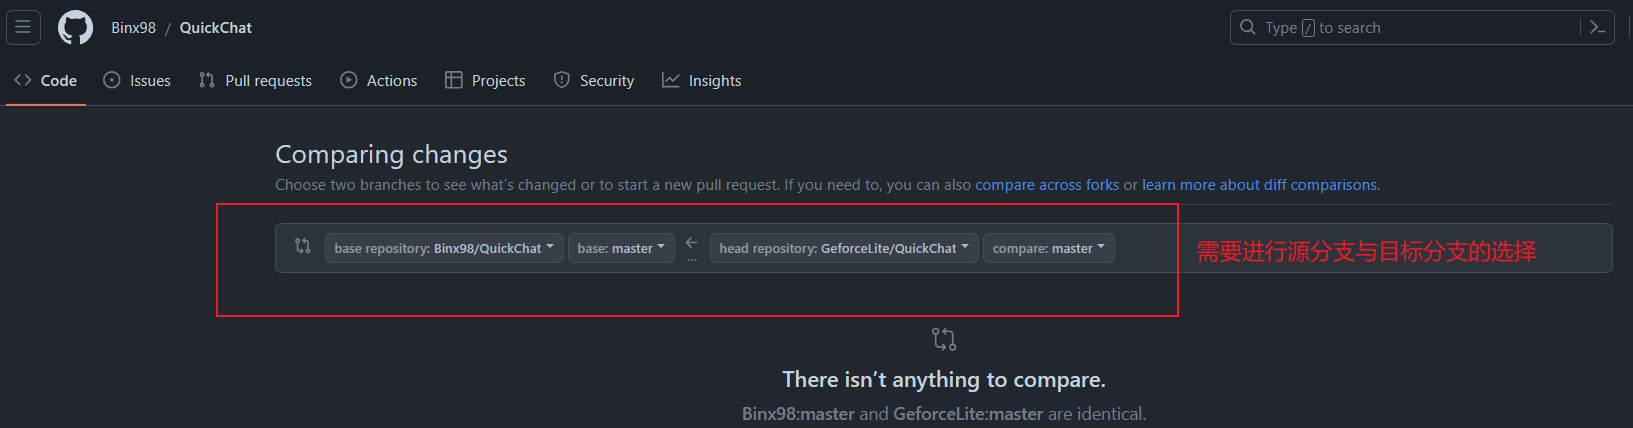 Binx98 / QuickChat
Type / to search
Code Issues Pull requests Actions Projects Security Insights
Comparing changes
Choose two branches to see what's changed or to start a new pull request. If you need to, you can also compare across forks or learn more about diff comparisons.
base repository: Binx98/QuickChat base: master ← ... head repository: GeforceLite/QuickChat compare: master
需要进行源分支与目标分支的选择
There isn’t anything to compare.
Binx98:master and GeforceLite:master are identical.